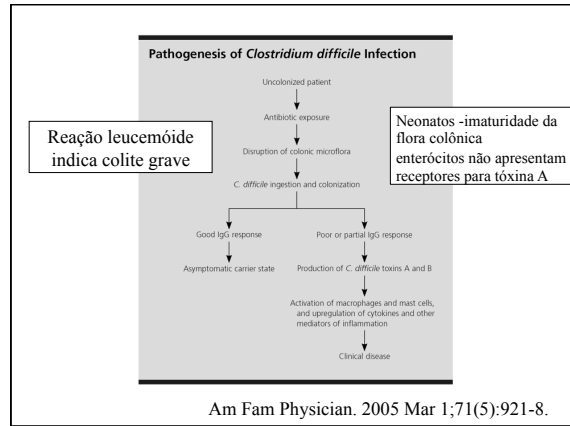 Pathogenesis of Clostridium difficile Infection
Uncolonized patient
Antibiotic exposure
Disruption of colonic microflora
C. difficile ingestion and colonization
Good IgG response
Asymptomatic carrier state
Poor or partial IgG response
Production of C. difficile toxins A and B
Activation of macrophages and mast cells,
and upregulation of cytokines and other
mediators of inflammation
Clinical disease
Reação leucemóide
indica colite grave
Neonatos -imaturidade da
flora colônica
enterócitos não apresentam
receptores para tóxina A
Am Fam Physician. 2005 Mar 1;71(5):921-8.